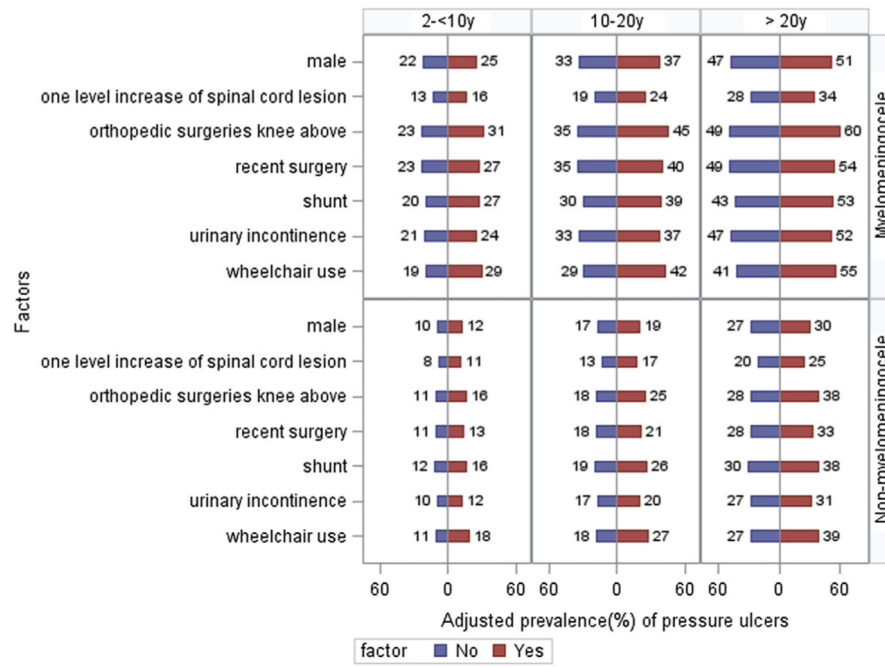 2-<10y 10-20y > 20y
male 22 25 33 37 47 51
one level increase of spinal cord lesion 13 16 19 24 28 34
orthopedic surgeries knee above 23 31 35 45 49 60
recent surgery 23 27 35 40 49 54
shunt 20 27 30 39 43 53
urinary incontinence 21 24 33 37 47 52
wheelchair use 19 29 29 42 41 55
Myelomeningocele
Factors
male 10 12 17 19 27 30
one level increase of spinal cord lesion 8 11 13 17 20 25
orthopedic surgeries knee above 11 16 18 25 28 38
recent surgery 11 13 18 21 28 33
shunt 12 16 19 26 30 38
urinary incontinence 10 12 17 20 27 31
wheelchair use 11 18 18 27 27 39
Non-myelomeningocele
60 0 60 60 0 60 60 0 60
Adjusted prevalence(%) of pressure ulcers
factor No Yes